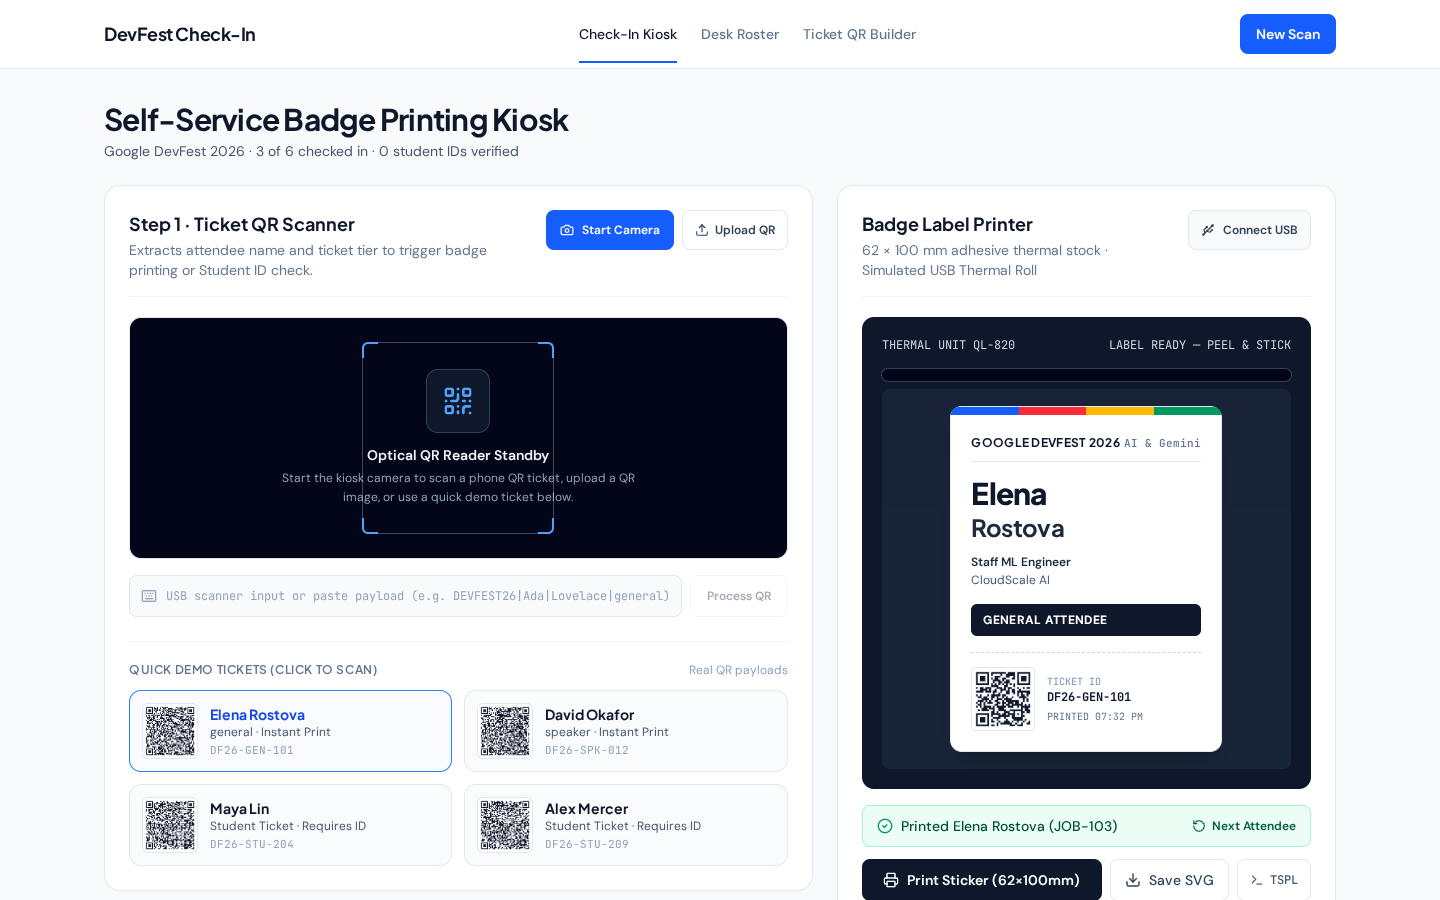 DevFest Check-In
Check-In Kiosk
Desk Roster
Ticket QR Builder
New Scan
Self-Service Badge Printing Kiosk
Google DevFest 2026 · 3 of 6 checked in · 0 student IDs verified
Step 1 · Ticket QR Scanner
Extracts attendee name and ticket tier to trigger badge
printing or Student ID check.
Start Camera
Upload QR
Optical QR Reader Standby
Start the kiosk camera to scan a phone QR ticket, upload a QR
image, or use a quick demo ticket below.
USB scanner input or paste payload (e.g. DEVFEST26|Ada|Lovelace|general)
Process QR
QUICK DEMO TICKETS (CLICK TO SCAN)
Real QR payloads
Elena Rostova
general · Instant Print
DF26-GEN-101
David Okafor
speaker · Instant Print
DF26-SPK-012
Maya Lin
Student Ticket · Requires ID
DF26-STU-204
Alex Mercer
Student Ticket · Requires ID
DF26-STU-209
Badge Label Printer
62 × 100 mm adhesive thermal stock ·
Simulated USB Thermal Roll
Connect USB
THERMAL UNIT QL-820
LABEL READY — PEEL & STICK
GOOGLE DEVFEST 2026
AI & Gemini
Elena
Rostova
Staff ML Engineer
CloudScale AI
GENERAL ATTENDEE
TICKET ID
DF26-GEN-101
PRINTED 07:32 PM
Printed Elena Rostova (JOB-103)
Next Attendee
Print Sticker (62×100mm)
Save SVG
TSPL